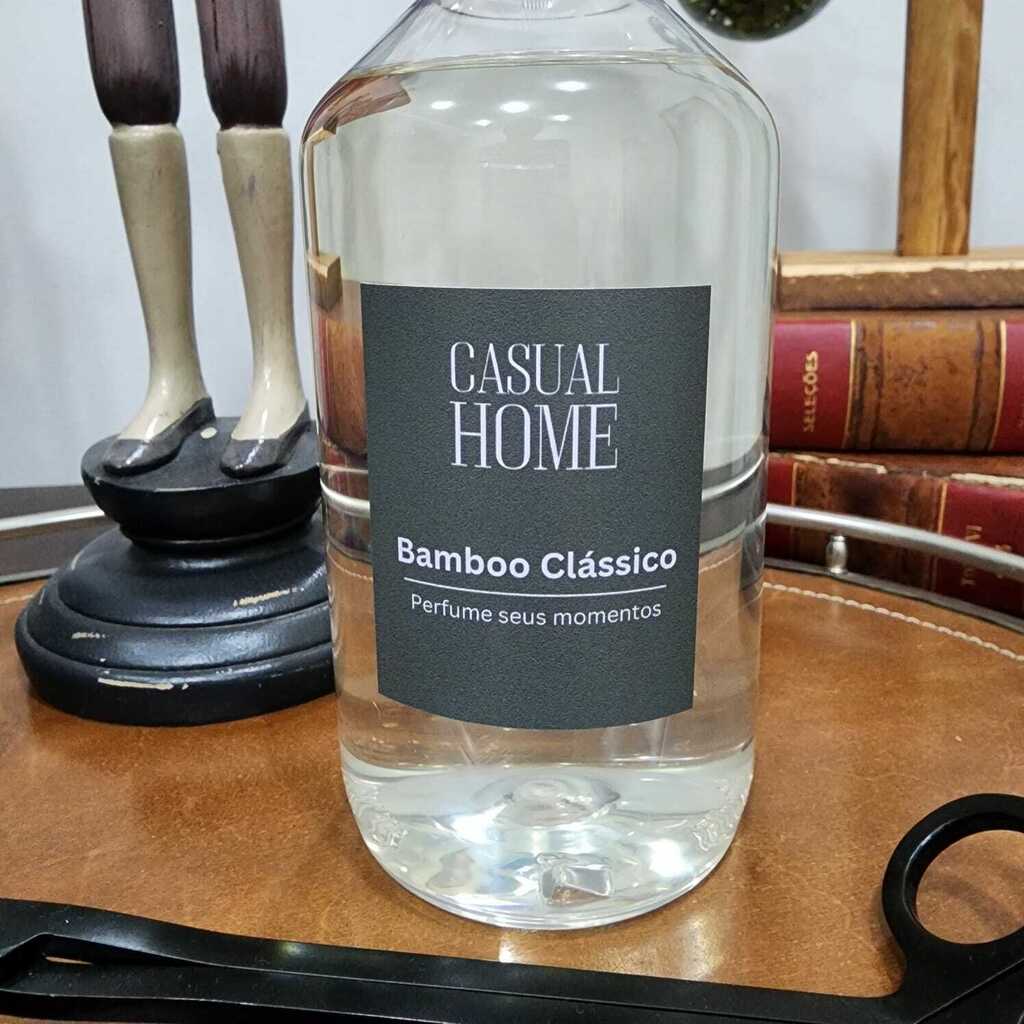 CASUAL
HOME
Bamboo Clássico
Perfume seus momentos
SELEÇÕES